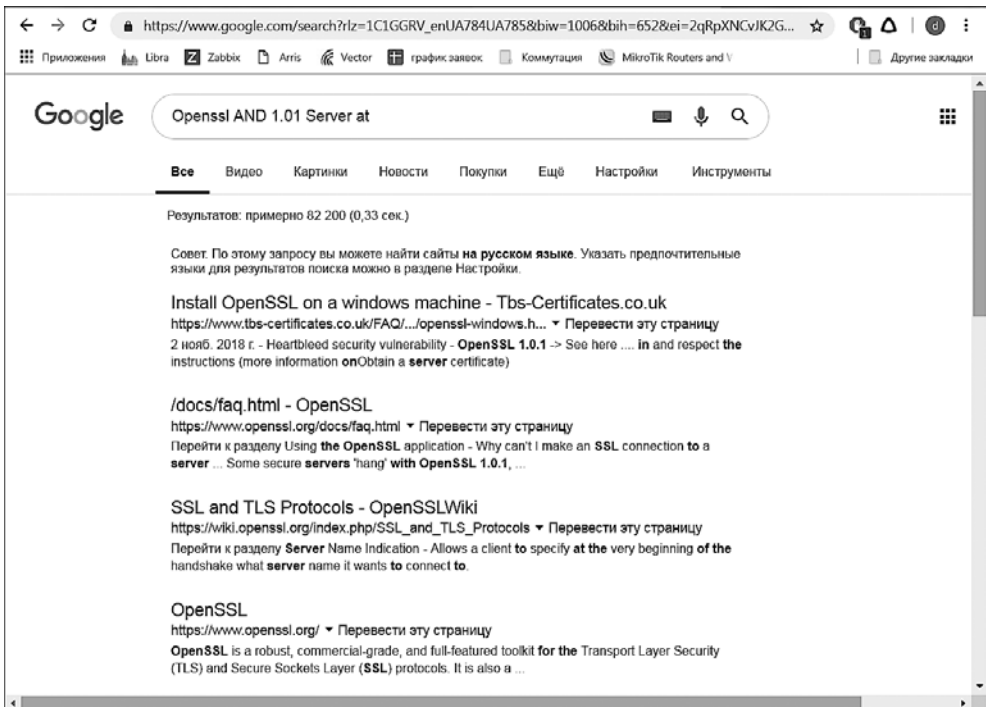 https://www.google.com/search?rlz=1C1GGRV_enUA784UA785&biw=1006&bih=652&ei=2qRpXNCvJK2G...
Приложения Libra Zabbix Arris Vector график заявок Коммутация MikroTik Routers and V Другие закладки
Google Openssl AND 1.01 Server at
Все Видео Картинки Новости Покупки Ещё Настройки Инструменты
Результатов: примерно 82 200 (0,33 сек.)
Совет. По этому запросу вы можете найти сайты на русском языке. Указать предпочтительные
языки для результатов поиска можно в разделе Настройки.
Install OpenSSL on a windows machine - Tbs-Certificates.co.uk
https://www.tbs-certificates.co.uk/FAQ/.../openssl-windows.h... Перевести эту страницу
2 нояб. 2018 г. - Heartbleed security vulnerability - OpenSSL 1.0.1 -> See here .... in and respect the
instructions (more information onObtain a server certificate)
/docs/faq.html - OpenSSL
https://www.openssl.org/docs/faq.html Перевести эту страницу
Перейти к разделу Using the OpenSSL application - Why can't I make an SSL connection to a
server ... Some secure servers 'hang' with OpenSSL 1.0.1, ...
SSL and TLS Protocols - OpenSSLWiki
https://wiki.openssl.org/index.php/SSL_and_TLS_Protocols Перевести эту страницу
Перейти к разделу Server Name Indication - Allows a client to specify at the very beginning of the
handshake what server name it wants to connect to.
OpenSSL
https://www.openssl.org/ Перевести эту страницу
OpenSSL is a robust, commercial-grade, and full-featured toolkit for the Transport Layer Security
(TLS) and Secure Sockets Layer (SSL) protocols. It is also a ...